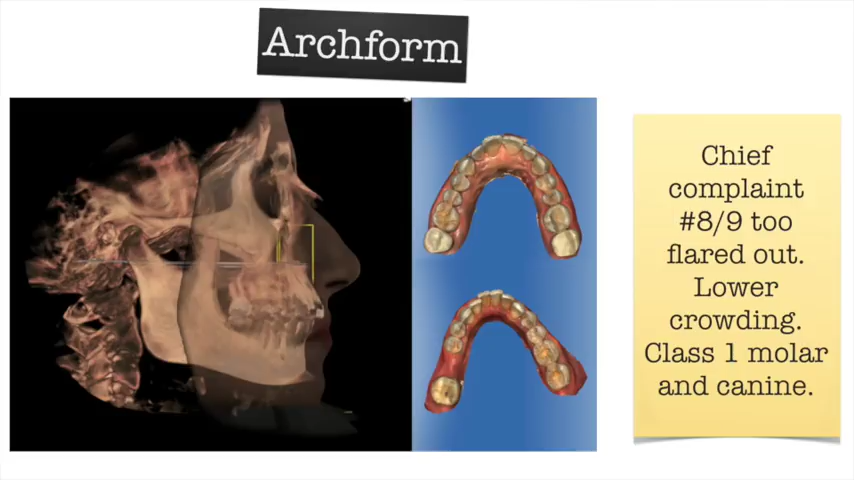 Archform
Chief
complaint
#8/9 too
flared out.
Lower
crowding.
Class 1 molar
and canine.